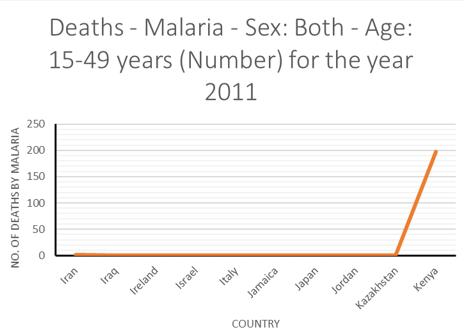 Deaths - Malaria - Sex: Both - Age:
15-49 years (Number) for the year
2011
NO. OF DEATHS BY MALARIA
250
200
150
100
50
0
Iran
Iraq
Ireland
Israel
Italy
Jamaica
Japan
Jordan
Kazakhstan
Kenya
COUNTRY